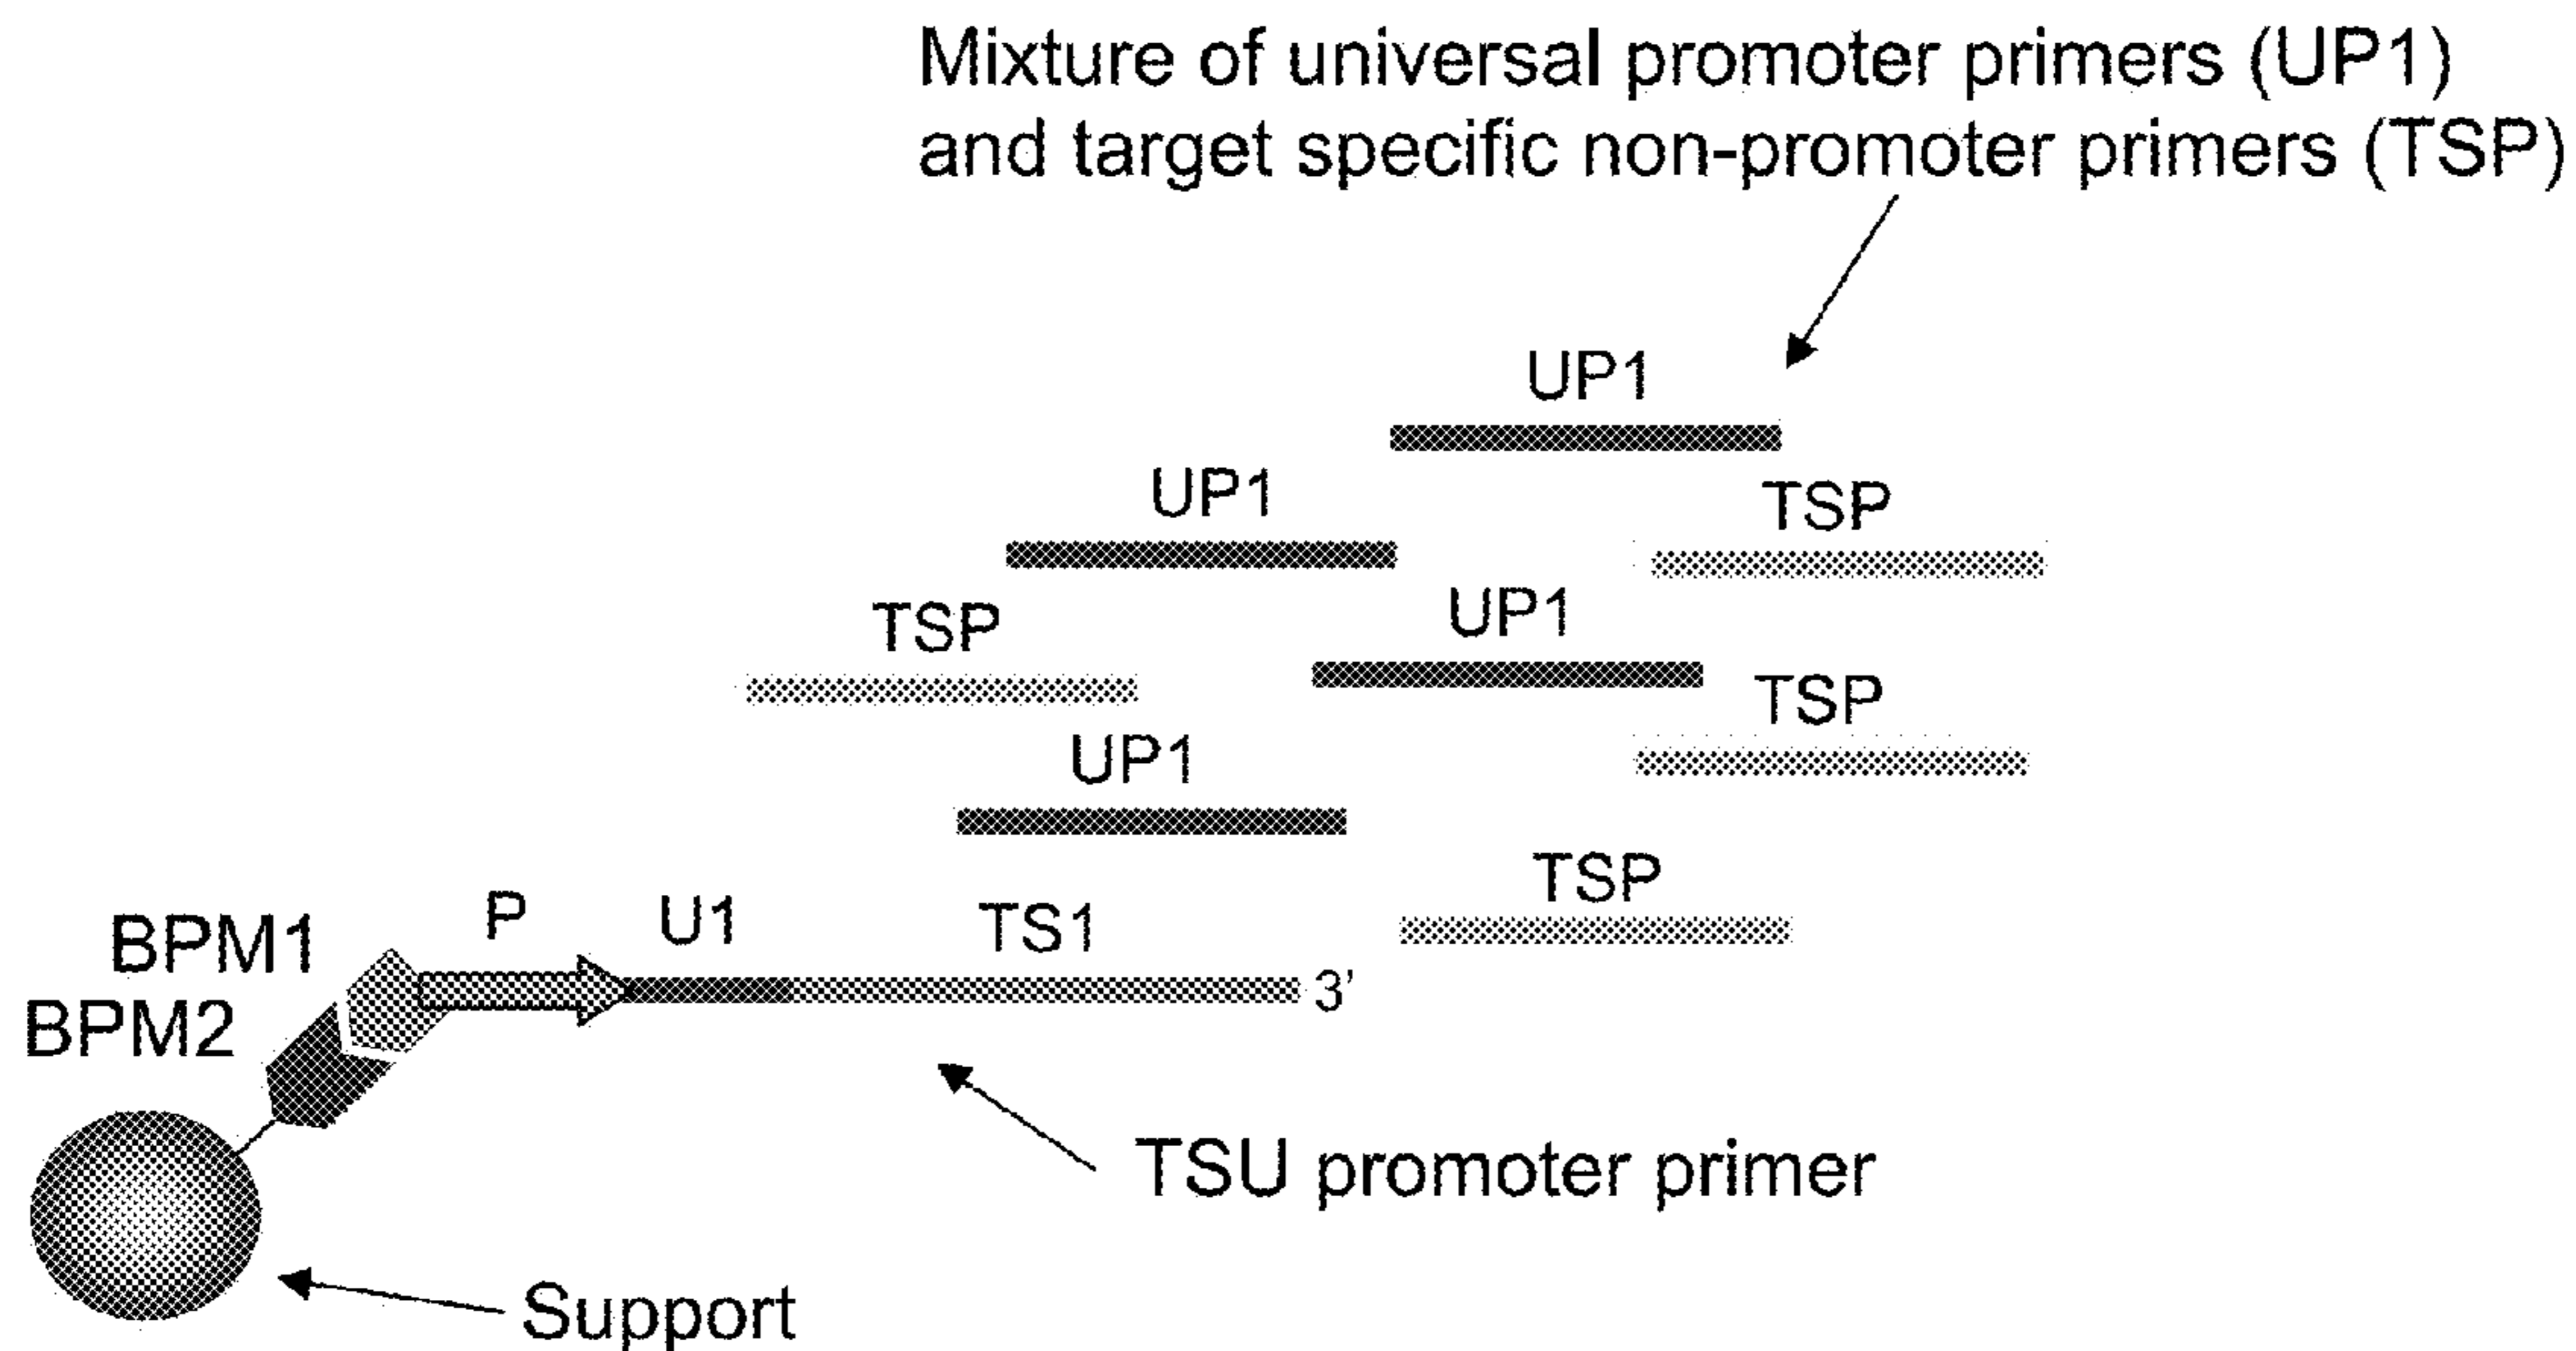 Mixture of universal promoter primers (UP1)
and target specific non-promoter primers (TSP)
UP1
UP1
TSP
TSP
UP1
TSP
UP1
TSP
BPM1
P
U1
TS1
3’
BPM2
TSU promoter primer
Support